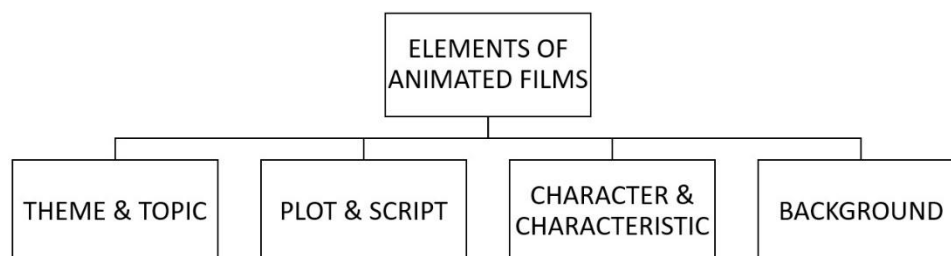 ELEMENTS OF
ANIMATED FILMS
THEME & TOPIC
PLOT & SCRIPT
CHARACTER &
CHARACTERISTIC
BACKGROUND